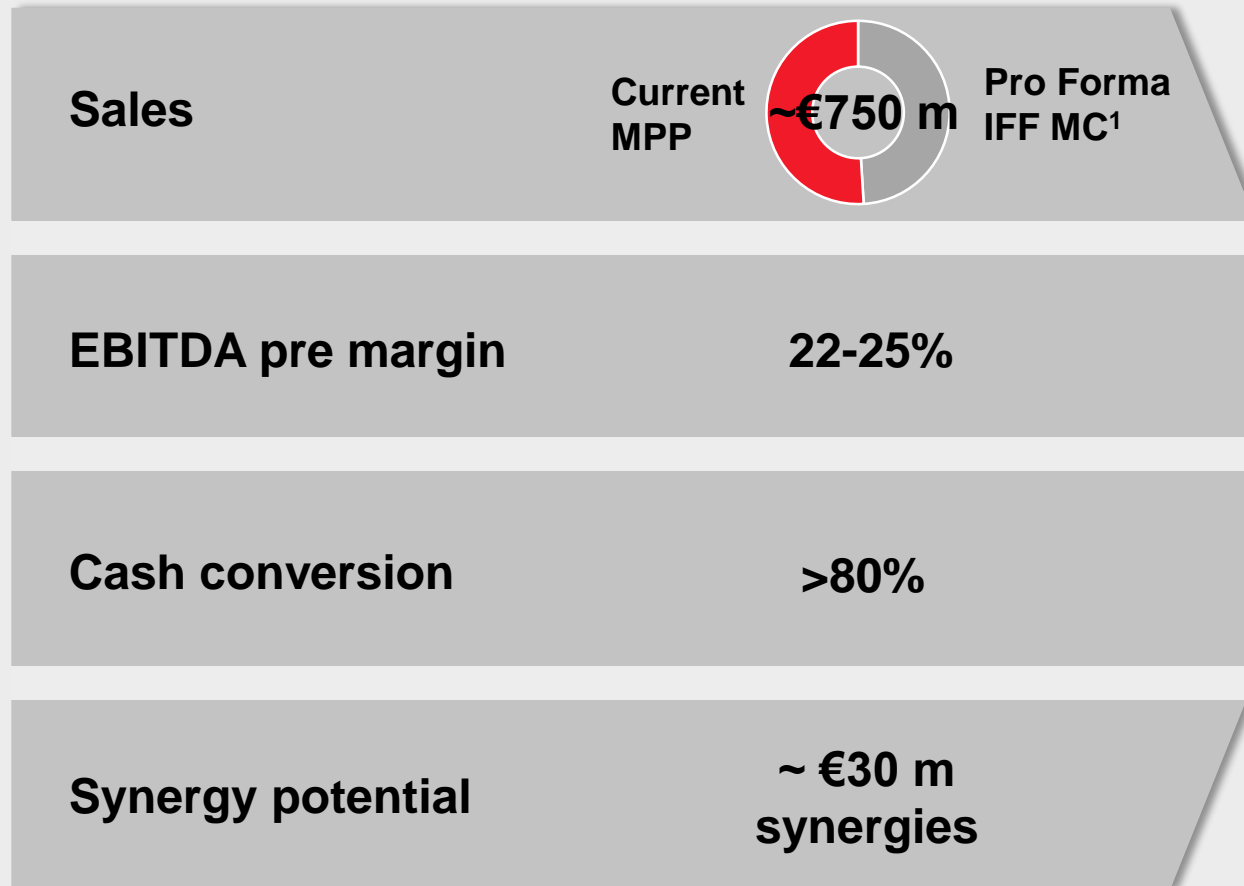 Sales
Current
MPP
~€750 m
Pro Forma
IFF MC¹
EBITDA pre margin
22-25%
Cash conversion
>80%
Synergy potential
~ €30 m
synergies